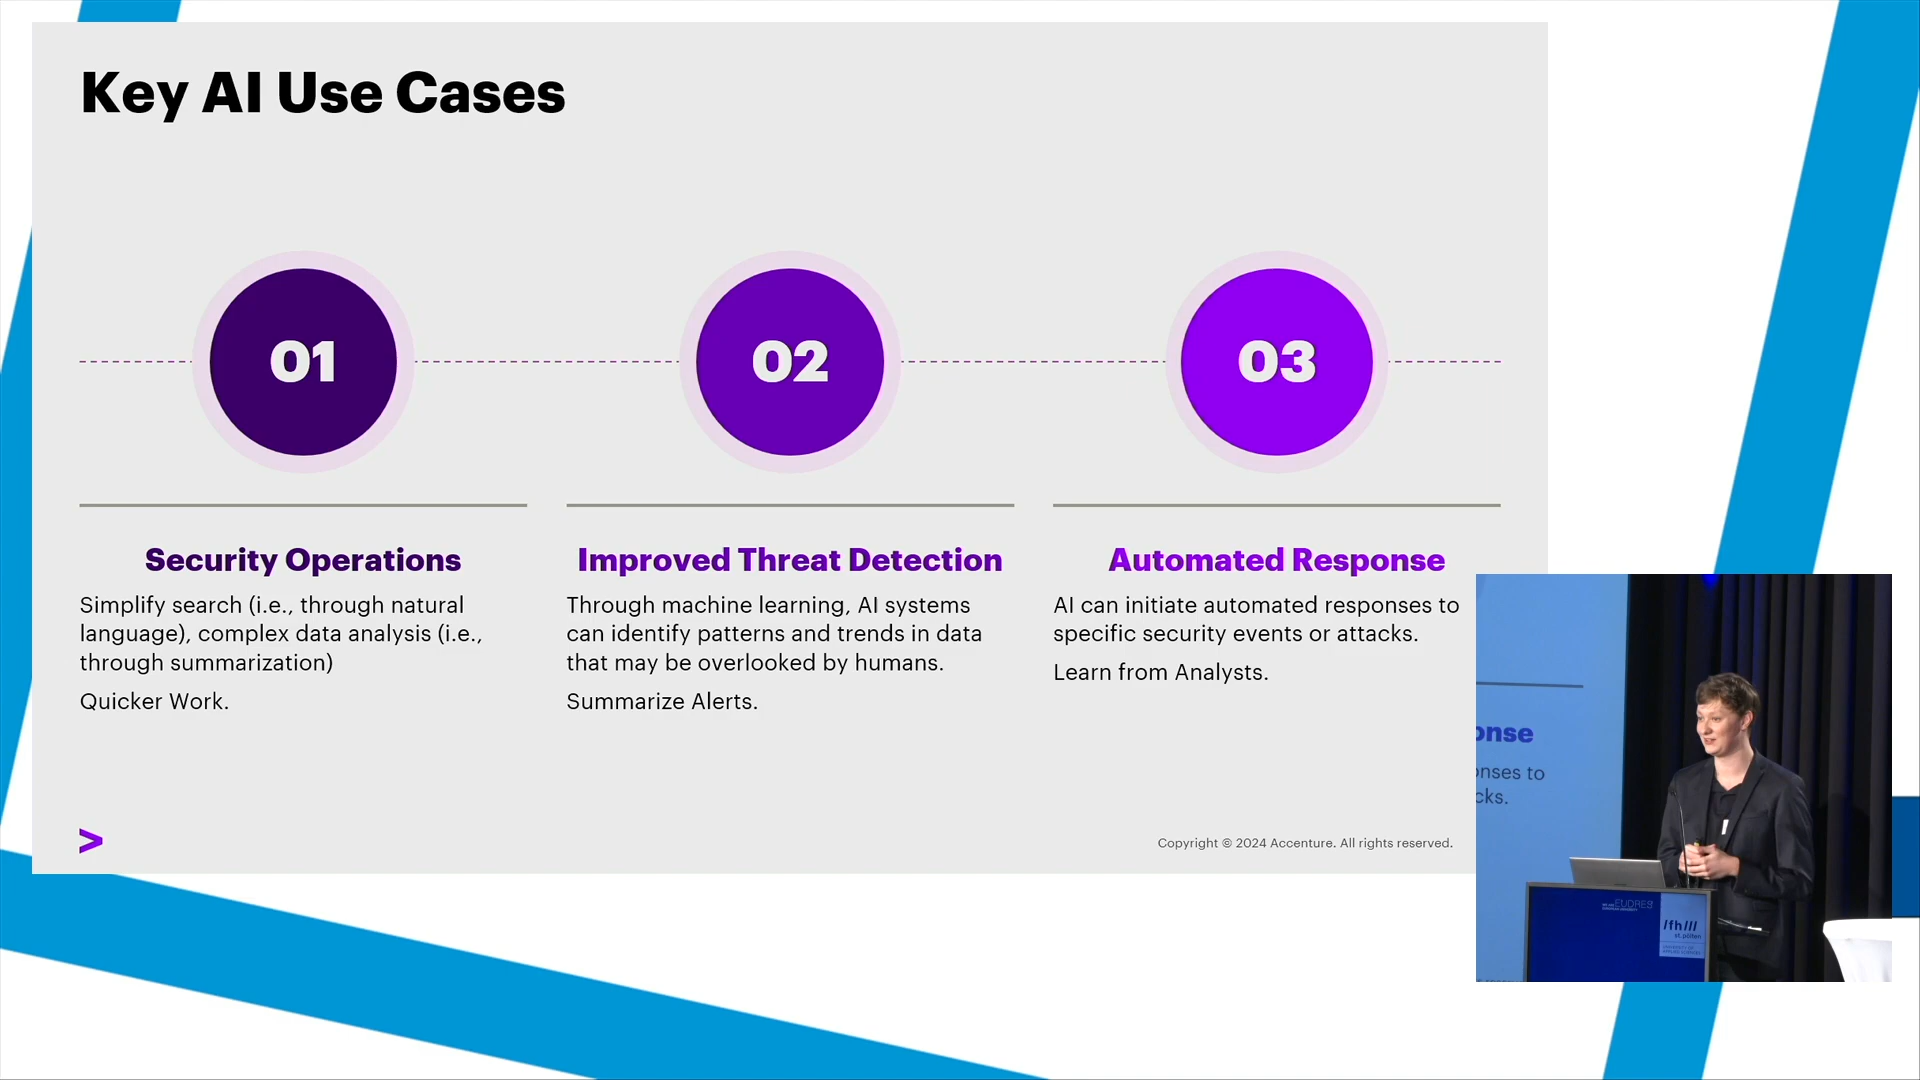 Key AI Use Cases
01
02
03
Security Operations
Simplify search (i.e., through natural
language), complex data analysis (i.e.,
through summarization)
Quicker Work.
Improved Threat Detection
Through machine learning, AI systems
can identify patterns and trends in data
that may be overlooked by humans.
Summarize Alerts.
Automated Response
AI can initiate automated responses to
specific security events or attacks.
Learn from Analysts.
>
Copyright © 2024 Accenture. All rights reserved.
onse
onses to
cks.
EUDRES
/fh///
st.pölten